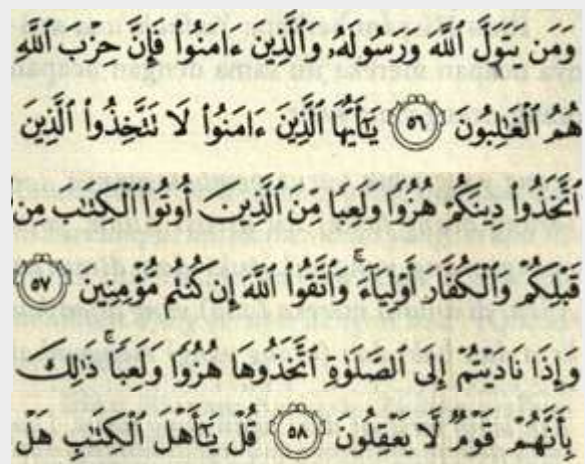 وَمَن يَتَوَلَّ ٱللَّهَ وَرَسُولَهُۥ وَٱلَّذِينَ ءَامَنُوا۟ فَإِنَّ حِزْبَ ٱللَّهِ
هُمُ ٱلْغَـٰلِبُونَ ٥٦ يَـٰٓأَيُّهَا ٱلَّذِينَ ءَامَنُوا۟ لَا تَتَّخِذُوا۟ ٱلَّذِينَ
ٱتَّخَذُوا۟ دِينَكُمْ هُزُوًا وَلَعِبًا مِّنَ ٱلَّذِينَ أُوتُوا۟ ٱلْكِتَـٰبَ مِن
قَبْلِكُمْ وَٱلْكُفَّارَ أَوْلِيَآءَ ۚ وَٱتَّقُوا۟ ٱللَّهَ إِن كُنتُم مُّؤْمِنِينَ ٥٧
وَإِذَا نَادَيْتُمْ إِلَى ٱلصَّلَوٰةِ ٱتَّخَذُوهَا هُزُوًا وَلَعِبًا ۚ ذَٰلِكَ
بِأَنَّهُمْ قَوْمٌ لَّا يَعْقِلُونَ ٥٨ قُلْ يَـٰٓأَهْلَ ٱلْكِتَـٰبِ هَلْ